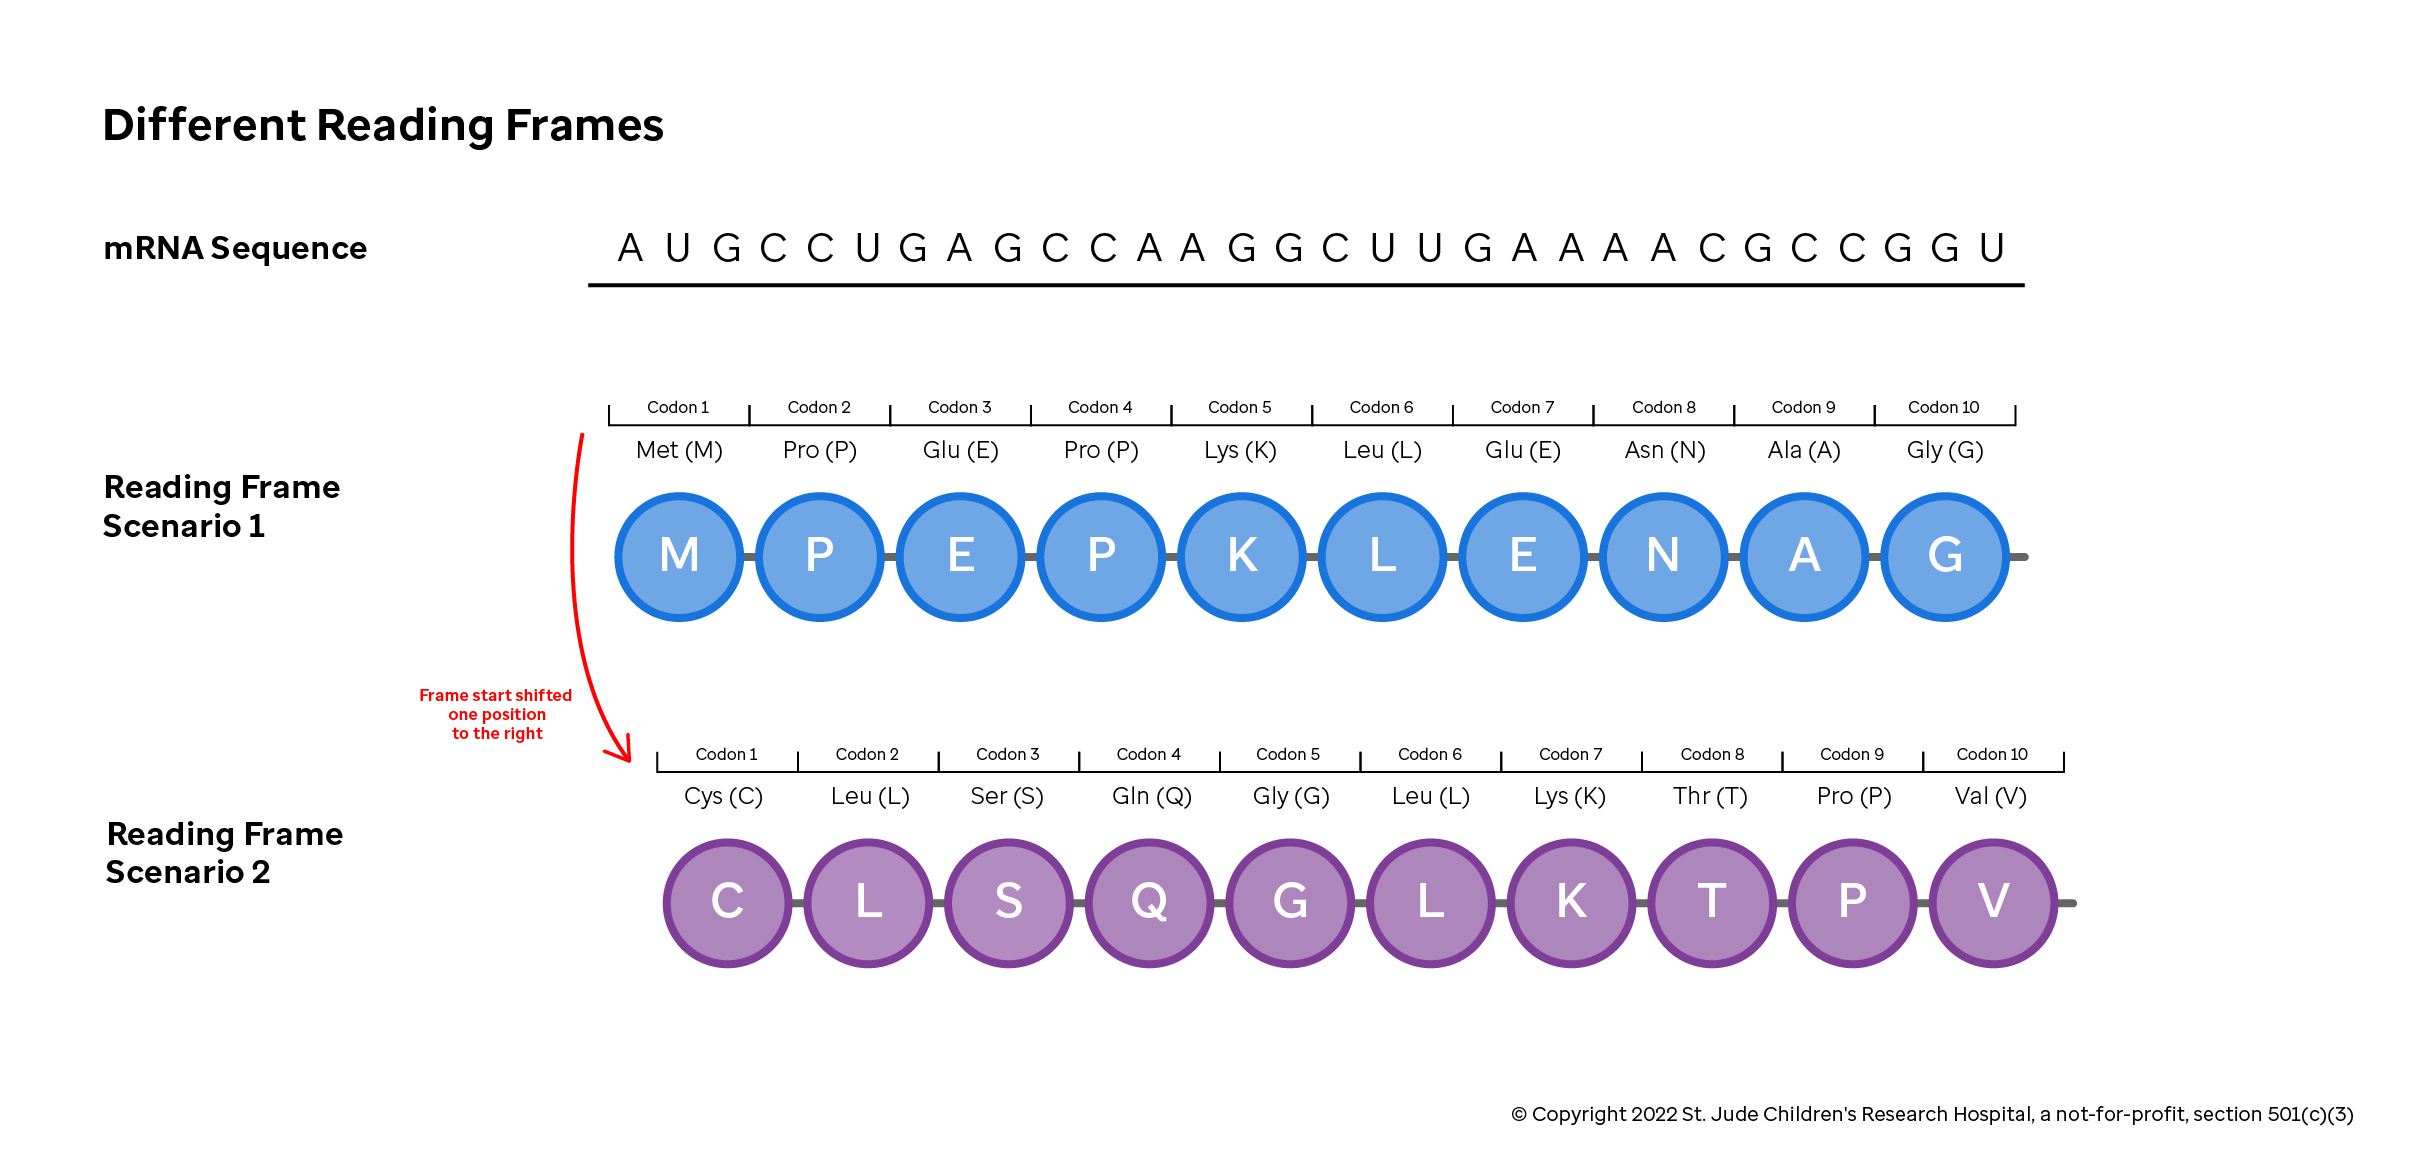 Different Reading Frames
mRNA Sequence
A U G C C U G A G C C A A G G C U U G A A A A C G C C G G U
Codon 1 Codon 2 Codon 3 Codon 4 Codon 5 Codon 6 Codon 7 Codon 8 Codon 9 Codon 10
Met (M) Pro (P) Glu (E) Pro (P) Lys (K) Leu (L) Glu (E) Asn (N) Ala (A) Gly (G)
Reading Frame
Scenario 1
M P E P K L E N A G
Frame start shifted
one position
to the right
Codon 1 Codon 2 Codon 3 Codon 4 Codon 5 Codon 6 Codon 7 Codon 8 Codon 9 Codon 10
Cys (C) Leu (L) Ser (S) Gln (Q) Gly (G) Leu (L) Lys (K) Thr (T) Pro (P) Val (V)
Reading Frame
Scenario 2
C L S Q G L K T P V
© Copyright 2022 St. Jude Children's Research Hospital, a not-for-profit, section 501(c)(3)